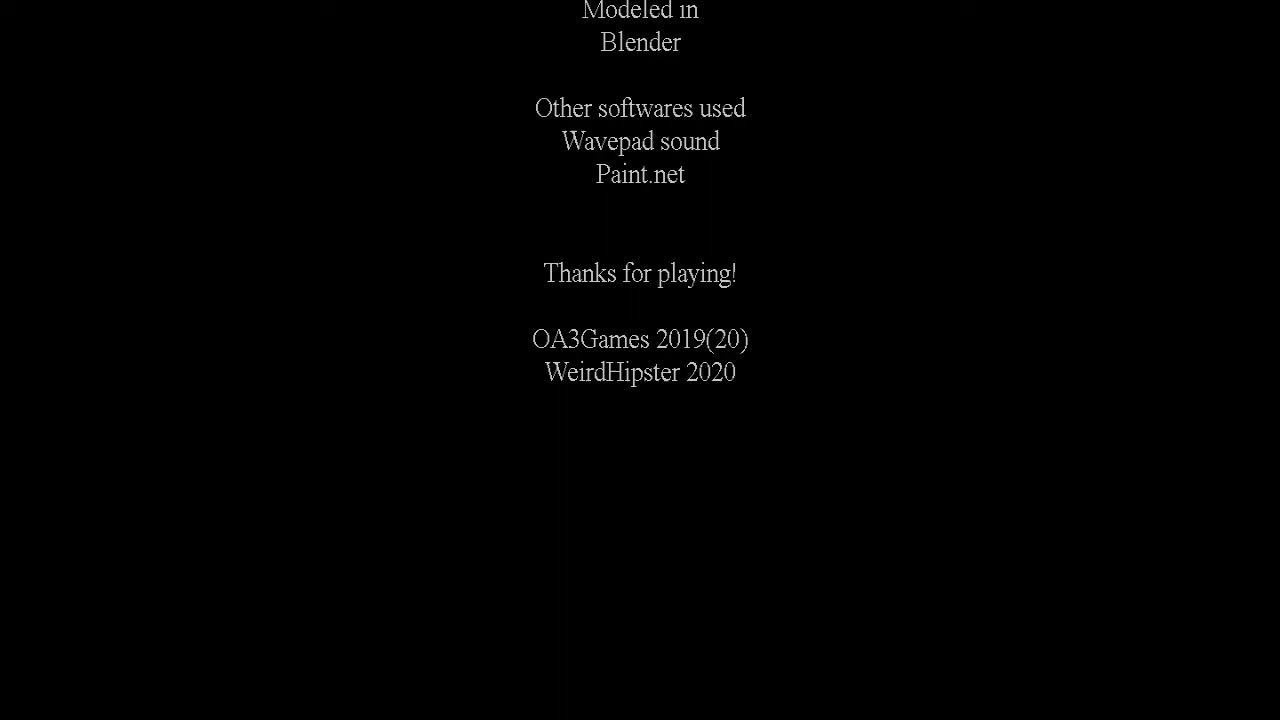 Modeled in
Blender
Other softwares used
Wavepad sound
Paint.net
Thanks for playing!
OA3Games 2019(20)
WeirdHipster 2020